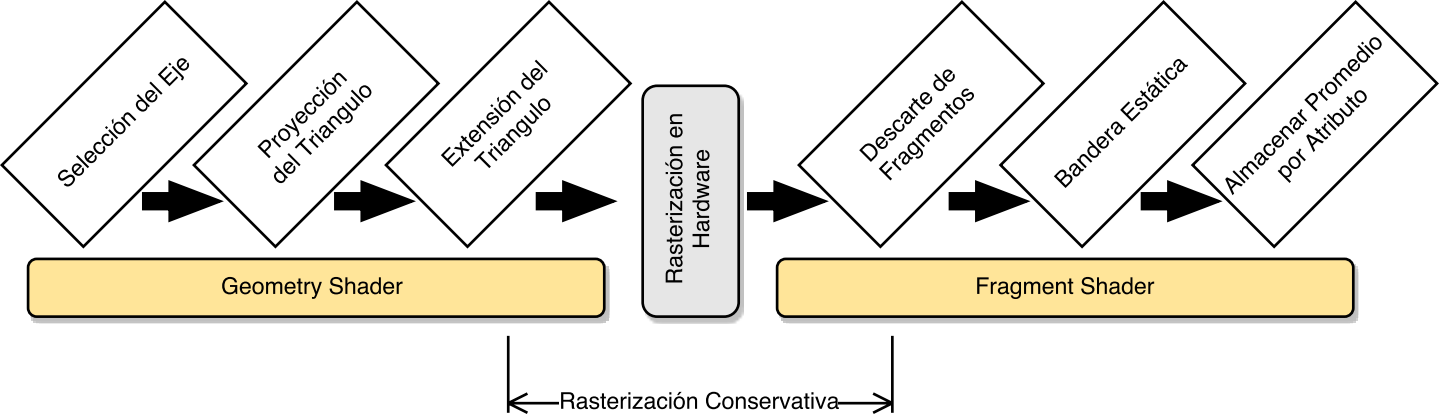 Selección del Eje
Proyección
del Triangulo
Extensión del
Triangulo
Rasterización en
Hardware
Descarte de
Fragmentos
Bandera Estática
Almacenar Promedio
por Atributo
Geometry Shader
Fragment Shader
Rasterización Conservativa